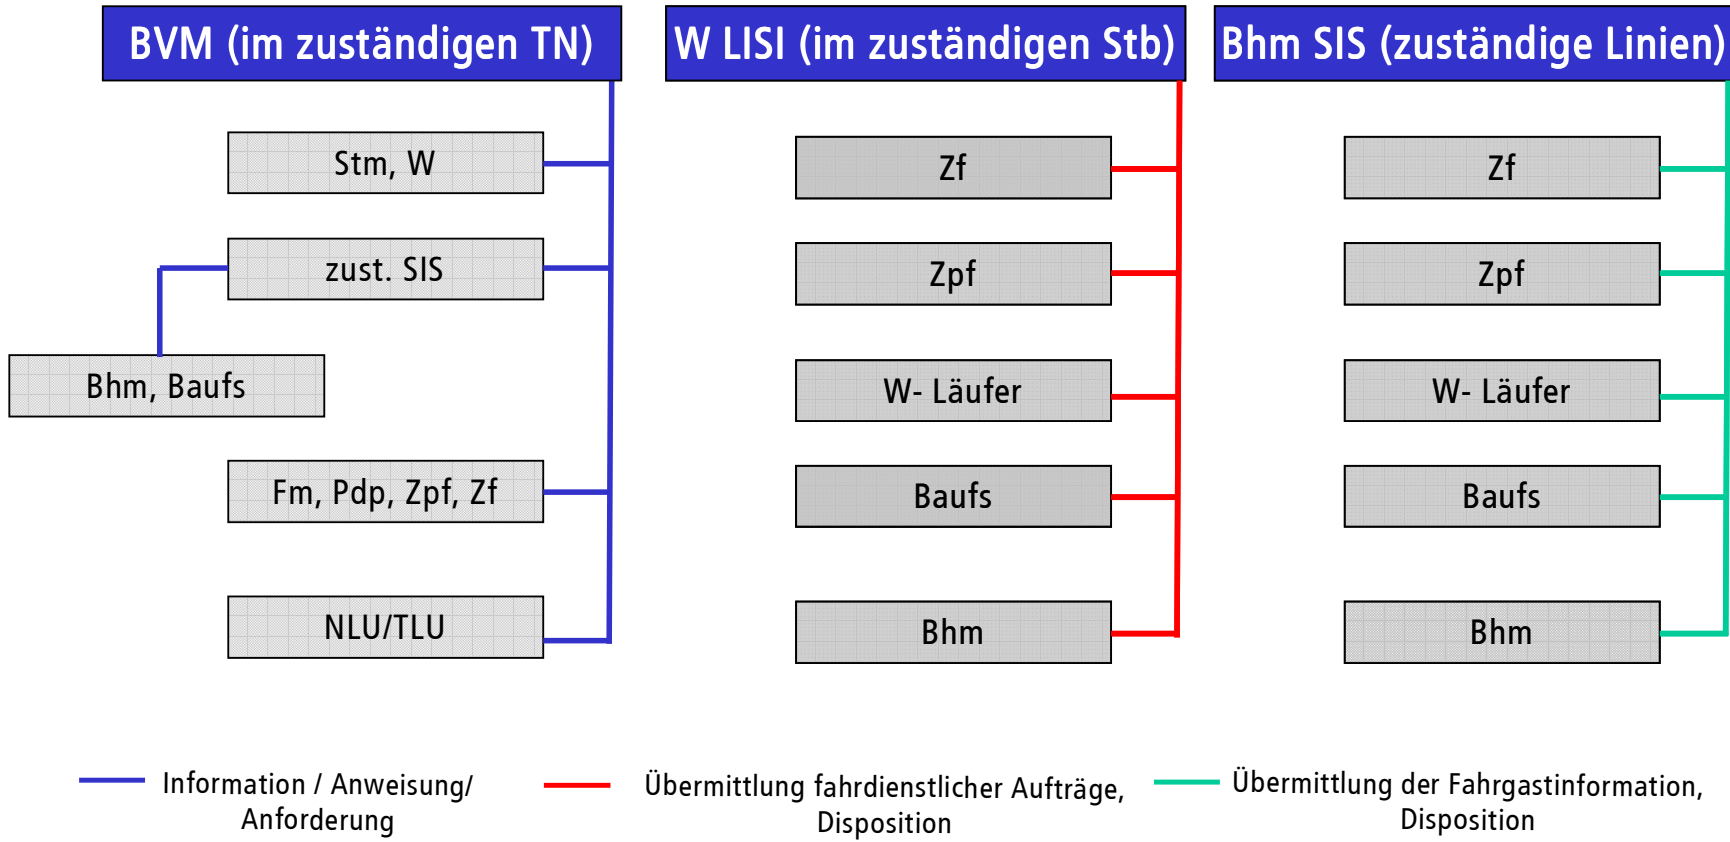 BVM (im zuständigen TN)
Stm, W
zust. SIS
Bhm, Baufs
Fm, Pdp, Zpf, Zf
NLU/TLU
W LISI (im zuständigen Stb)
Zf
Zpf
W- Läufer
Baufs
Bhm
Bhm SIS (zuständige Linien)
Zf
Zpf
W- Läufer
Baufs
Bhm
Information / Anweisung/
Anforderung
Übermittlung fahrdienstlicher Aufträge,
Disposition
Übermittlung der Fahrgastinformation,
Disposition